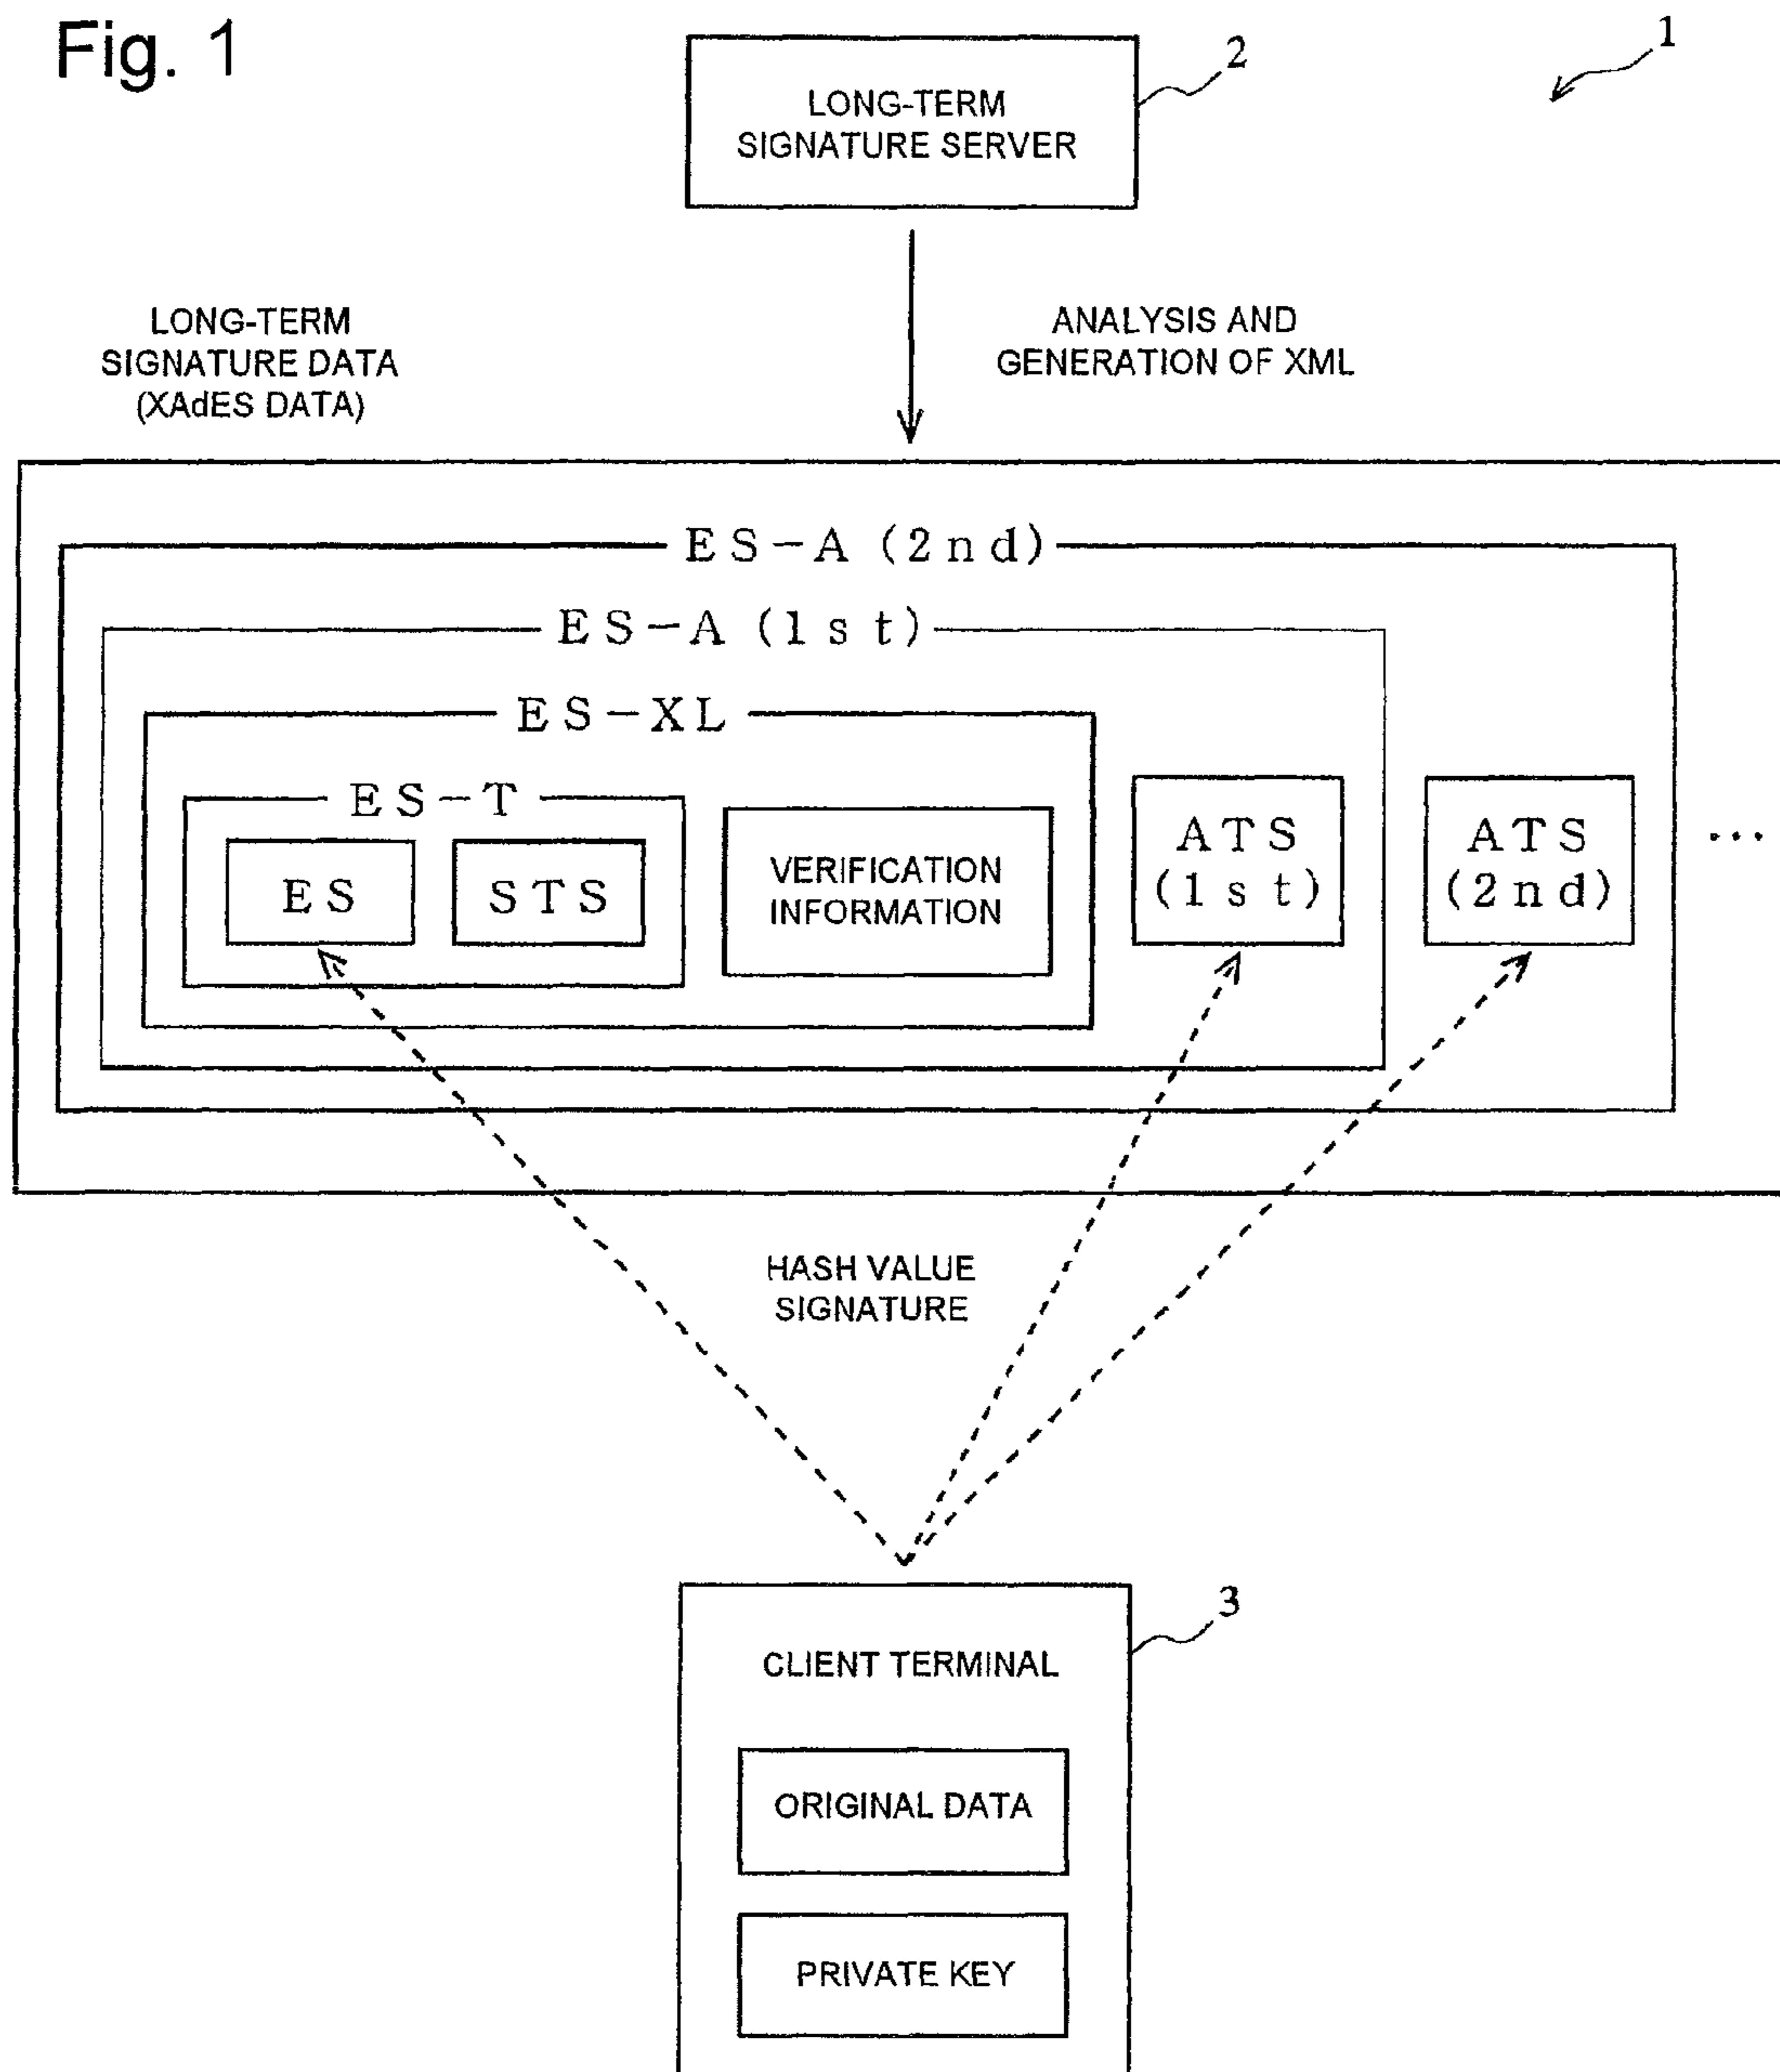 Fig. 1
1
2
LONG-TERM
SIGNATURE SERVER
LONG-TERM
SIGNATURE DATA
(XAdES DATA)
ANALYSIS AND
GENERATION OF XML
ES-A (2nd)
ES-A (1st)
ES-XL
ES-T
ES
STS
VERIFICATION
INFORMATION
ATS
(1st)
ATS
(2nd)
...
HASH VALUE
SIGNATURE
3
CLIENT TERMINAL
ORIGINAL DATA
PRIVATE KEY